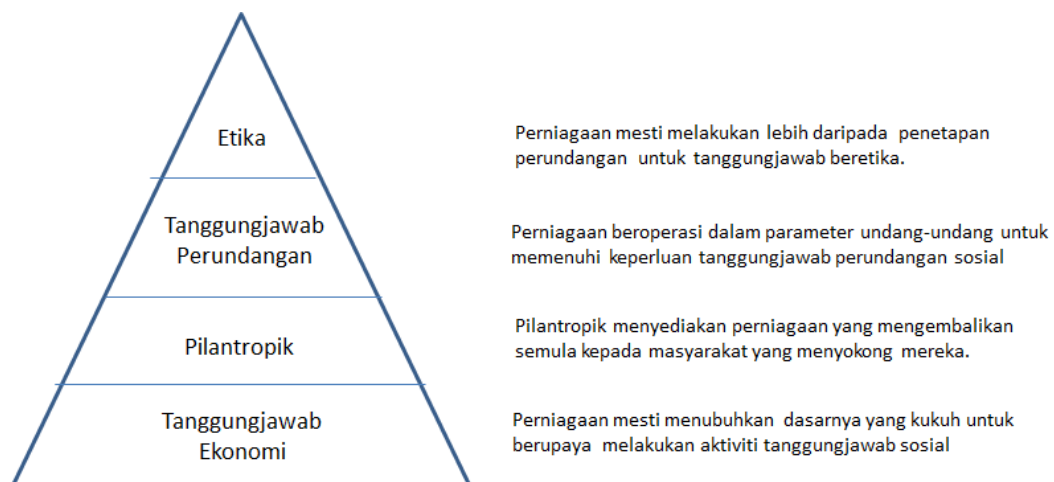 Etika
Perniagaan mesti melakukan lebih daripada penetapan
perundangan untuk tanggungjawab beretika.
Tanggungjawab
Perundangan
Perniagaan beroperasi dalam parameter undang-undang untuk
memenuhi keperluan tanggungjawab perundangan sosial
Pilantropik
Pilantropik menyediakan perniagaan yang mengembalikan
semula kepada masyarakat yang menyokong mereka.
Tanggungjawab
Ekonomi
Perniagaan mesti menubuhkan dasarnya yang kukuh untuk
berupaya melakukan aktiviti tanggungjawab sosial